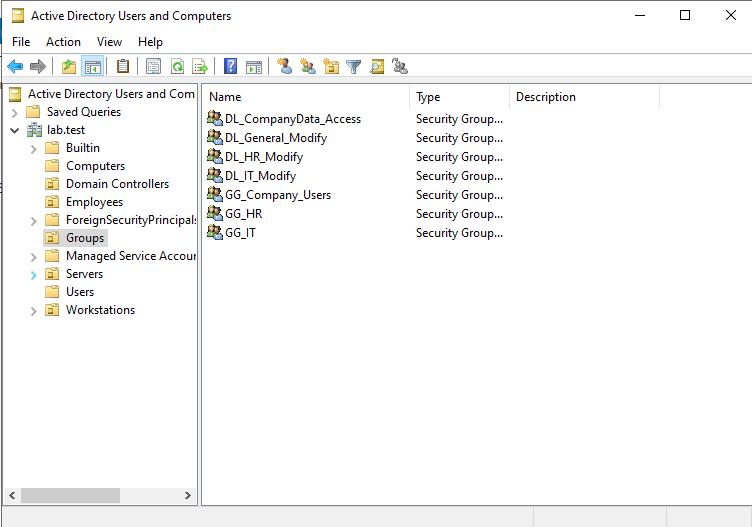 Active Directory Users and Computers
File Action View Help
Active Directory Users and Com
Saved Queries
lab.test
Builtin
Computers
Domain Controllers
Employees
ForeignSecurityPrincipals
Groups
Managed Service Accour
Servers
Users
Workstations
Name Type Description
DL_CompanyData_Access Security Group...
DL_General_Modify Security Group...
DL_HR_Modify Security Group...
DL_IT_Modify Security Group...
GG_Company_Users Security Group...
GG_HR Security Group...
GG_IT Security Group...